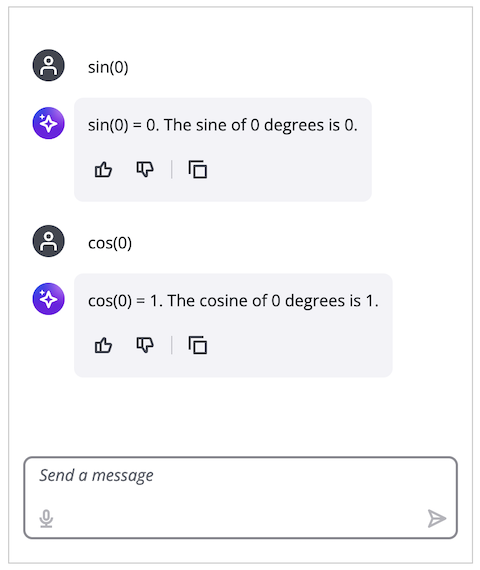 sin(0)
sin(0) = 0. The sine of 0 degrees is 0.
cos(0)
cos(0) = 1. The cosine of 0 degrees is 1.
Send a message